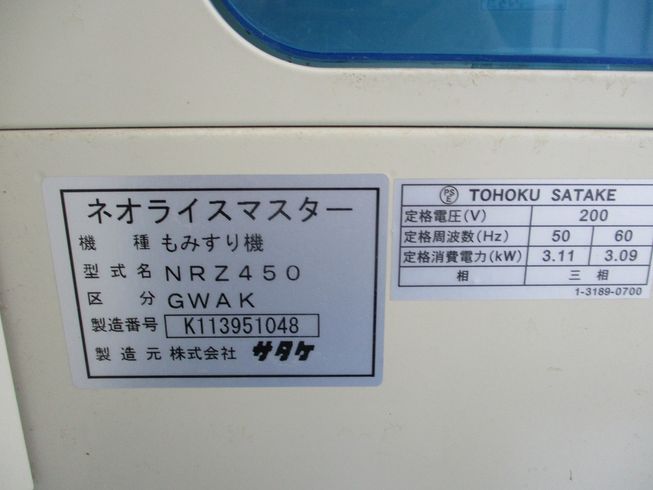 ネオライスマスター
機 種 もみすり機
型式名 NRZ450
区 分 GWAK
製造番号 K113951048
製造元 株式会社 サタケ
PSE TOHOKU SATAKE
定格電圧(V) 200
定格周波数(Hz) 50 60
定格消費電力(kW) 3.11 3.09
相 三相
1-3189-0700